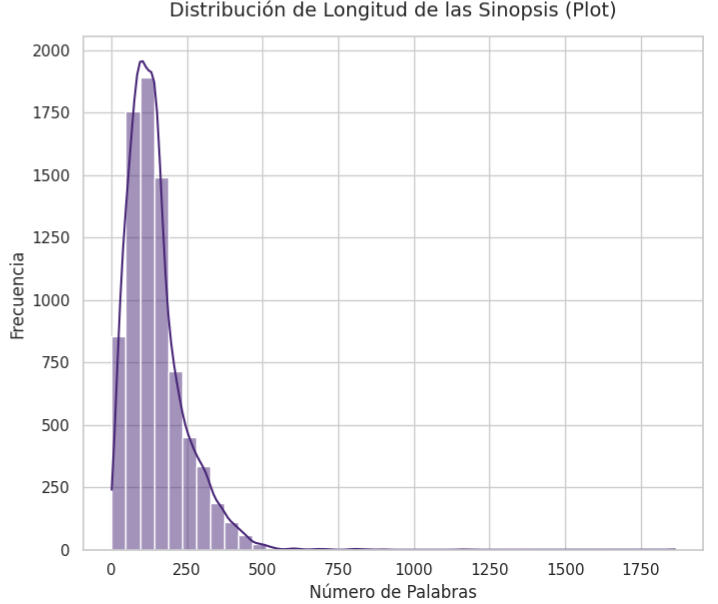 Distribución de Longitud de las Sinopsis (Plot)
2000
1750
1500
1250
1000
750
500
250
0
Frecuencia
0 250 500 750 1000 1250 1500 1750
Número de Palabras